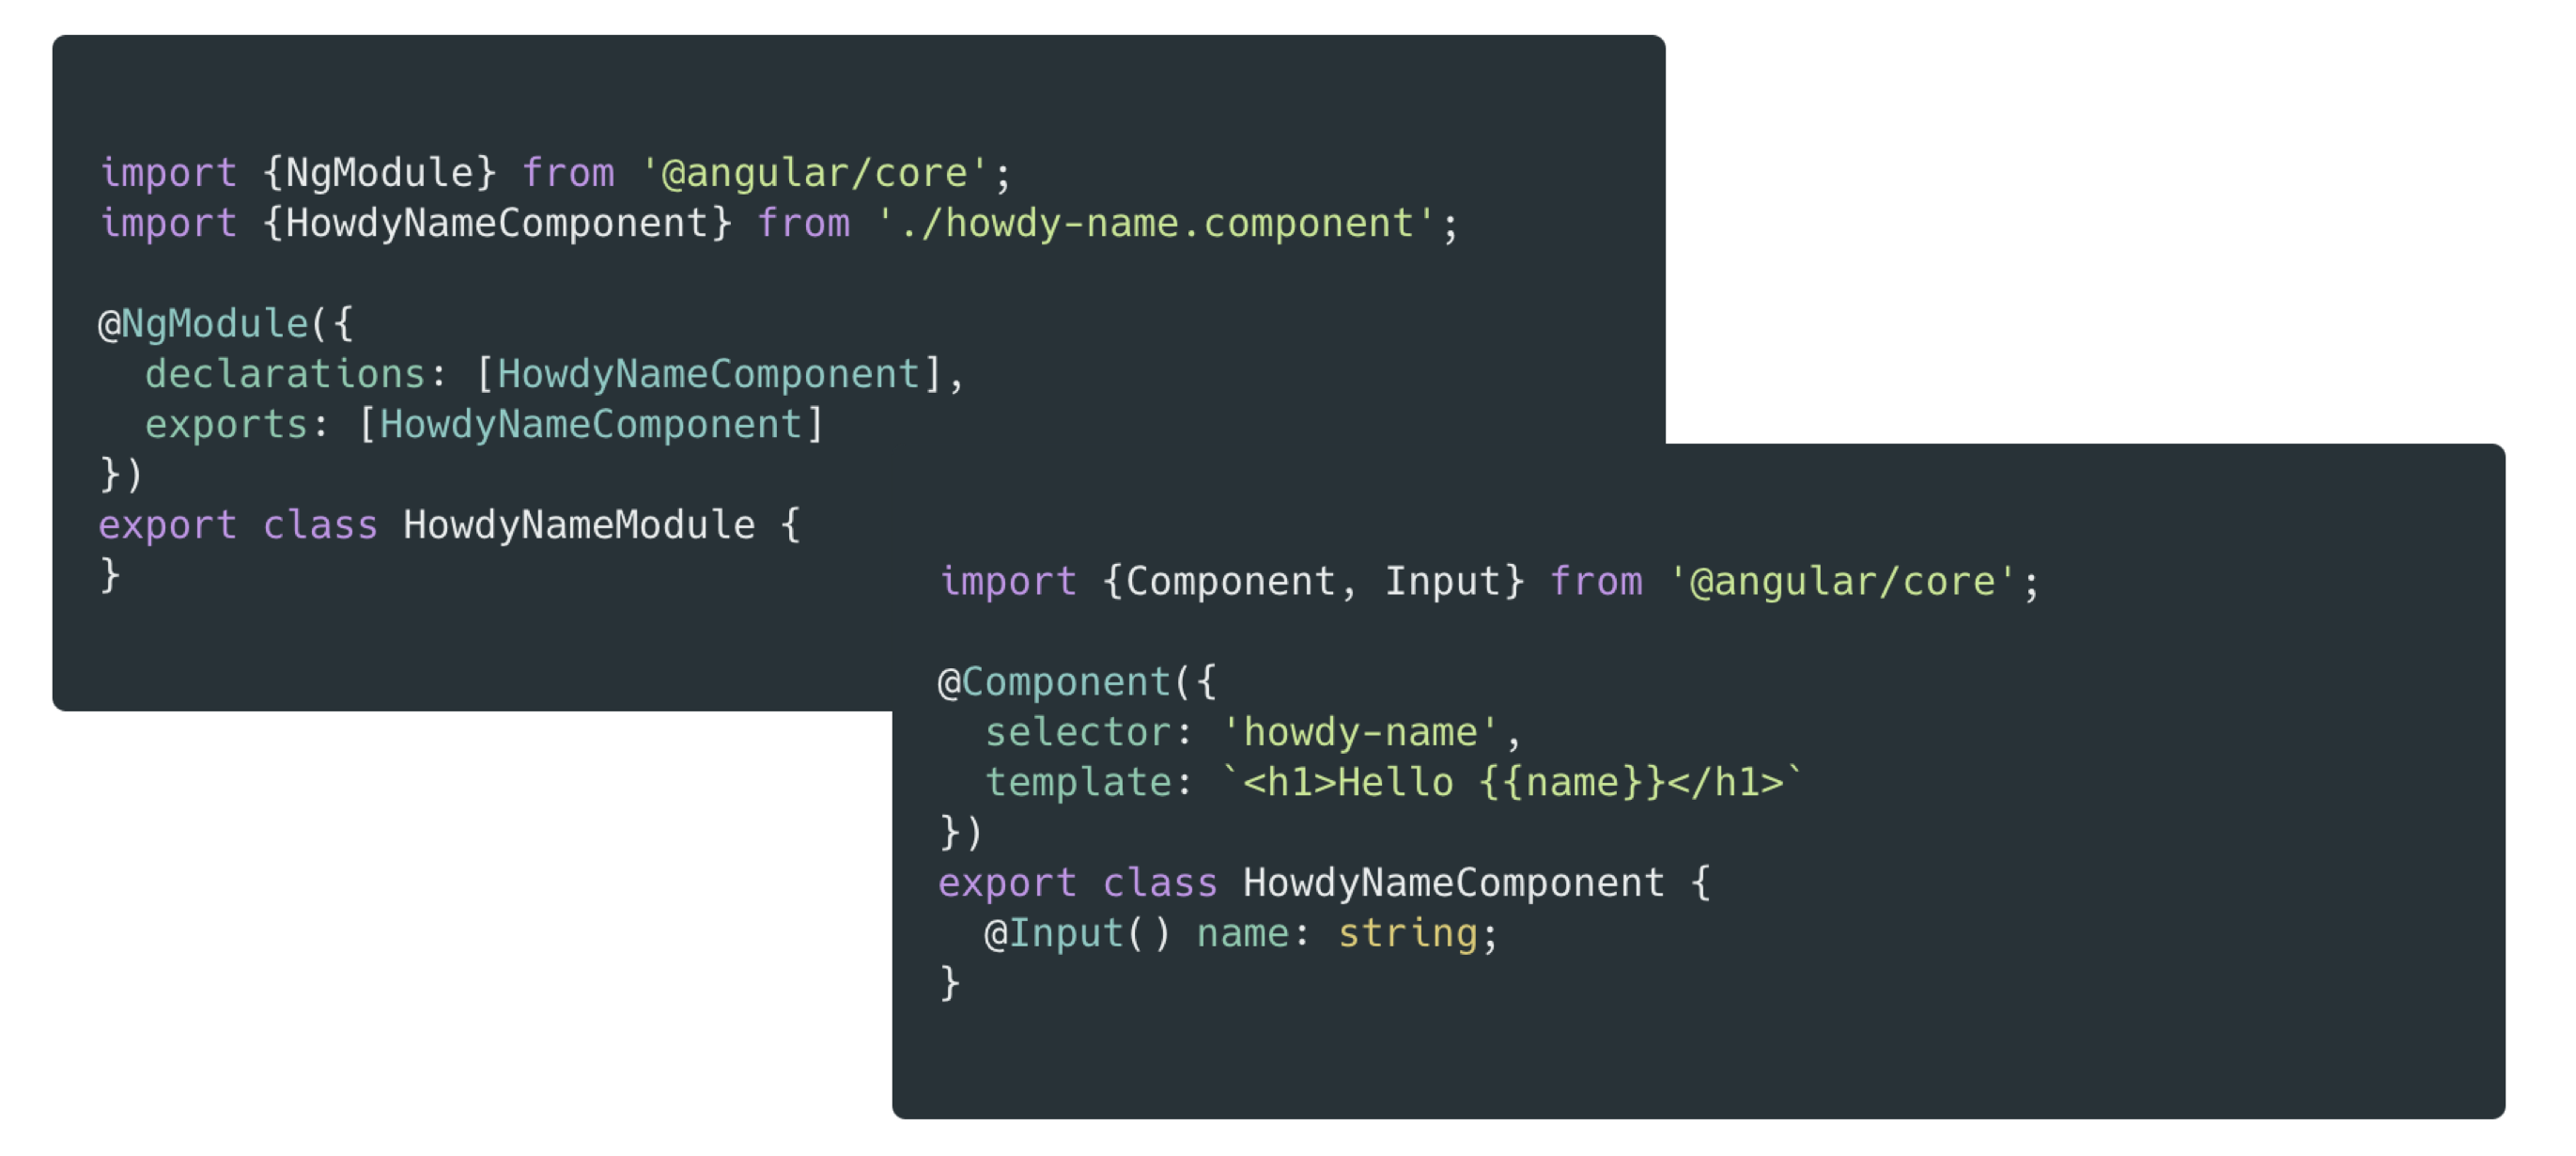 import {NgModule} from '@angular/core';
import {HowdyNameComponent} from './howdy-name.component';
@NgModule({
  declarations: [HowdyNameComponent],
  exports: [HowdyNameComponent]
})
export class HowdyNameModule {
}
import {Component, Input} from '@angular/core';
@Component({
  selector: 'howdy-name',
  template: `<h1>Hello {{name}}</h1>`
})
export class HowdyNameComponent {
  @Input() name: string;
}